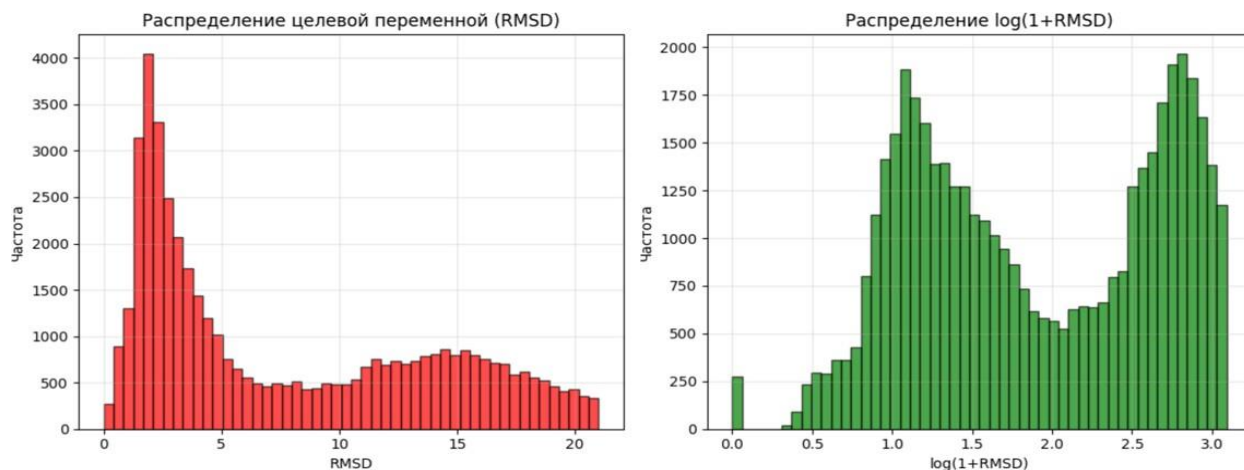 Распределение целевой переменной (RMSD)
Частота
4000
3500
3000
2500
2000
1500
1000
500
0
0 5 10 15 20
RMSD
Распределение log(1+RMSD)
Частота
2000
1750
1500
1250
1000
750
500
250
0
0.0 0.5 1.0 1.5 2.0 2.5 3.0
log(1+RMSD)